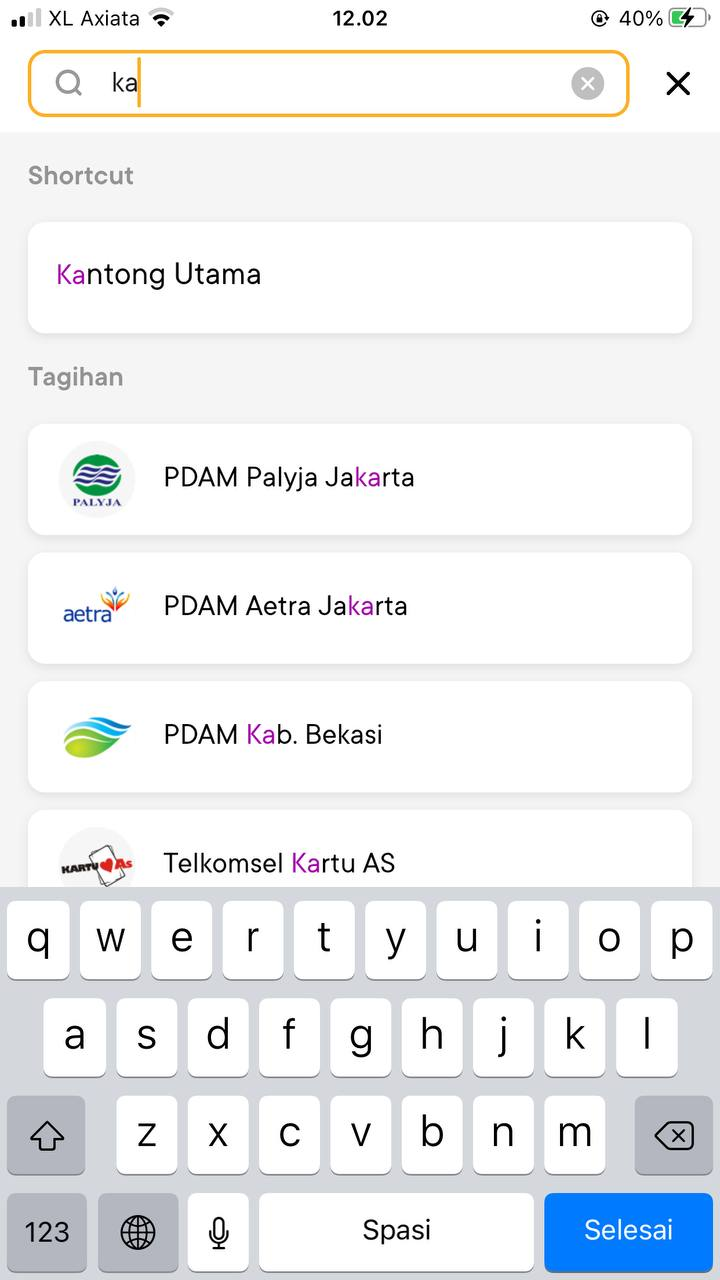 XL Axiata 12.02 40%
ka
Shortcut
Kantong Utama
Tagihan
PALYJA
PDAM Palyja Jakarta
aetra
PDAM Aetra Jakarta
PDAM Kab. Bekasi
KARTU As
Telkomsel Kartu AS
q w e r t y u i o p
a s d f g h j k l
z x c v b n m
123 Spasi Selesai